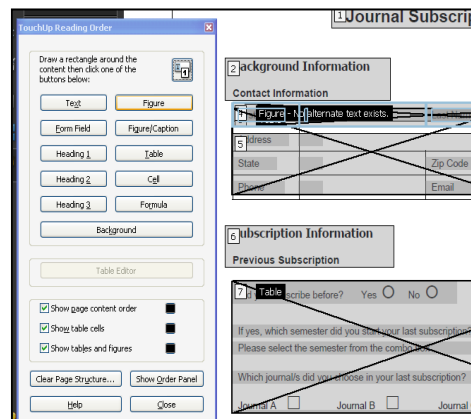 TouchUp Reading Order
Draw a rectangle around the
content then click one of the
buttons below:
Text
Figure
Form Field
Figure/Caption
Heading 1
Table
Heading 2
Cell
Heading 3
Formula
Background
Table Editor
Show page content order
Show table cells
Show tables and figures
Clear Page Structure...
Show Order Panel
Help
Close
1 Journal Subscrip
2 ackground Information
Contact Information
4 Figure - No alternate text exists.
5 ddress
State
Zip Code
Phone
Email
6 ubscription Information
Previous Subscription
7 Table scribe before? Yes No
If yes, which semester did you start your last subscription?
Please select the semester from the combo
Which journal/s did you choose in your last subscription?
Journal A
Journal B
Journal